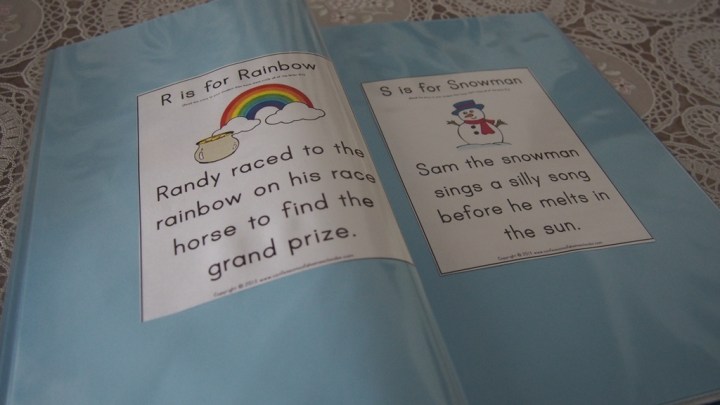 R is for Rainbow
Randy raced to the
rainbow on his race
horse to find the
grand prize.
S is for Snowman
Sam the snowman
sings a silly song
before he melts in
the sun.